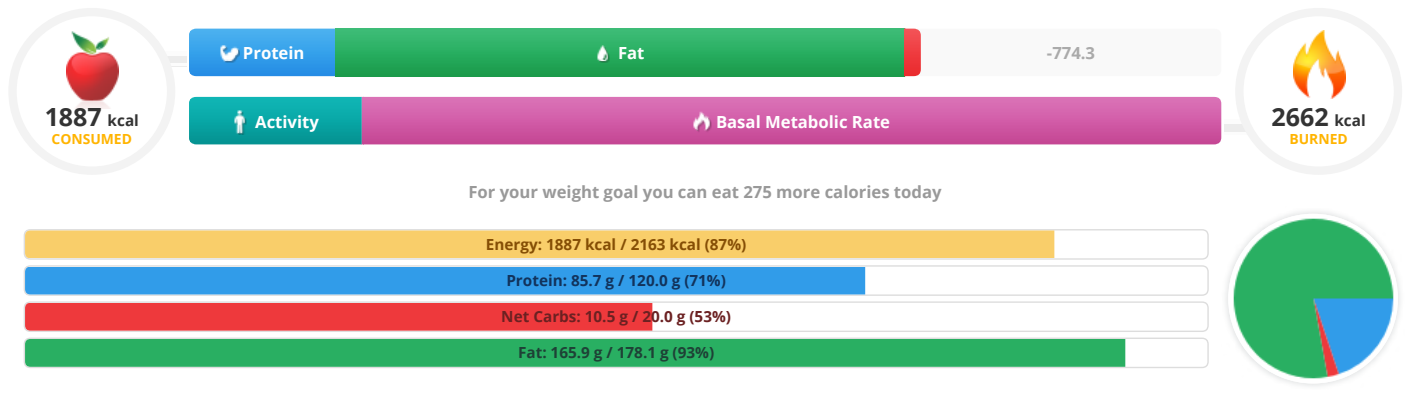 1887 kcal
CONSUMED
Protein
Fat
-774.3
Activity
Basal Metabolic Rate
2662 kcal
BURNED
For your weight goal you can eat 275 more calories today
Energy: 1887 kcal / 2163 kcal (87%)
Protein: 85.7 g / 120.0 g (71%)
Net Carbs: 10.5 g / 20.0 g (53%)
Fat: 165.9 g / 178.1 g (93%)